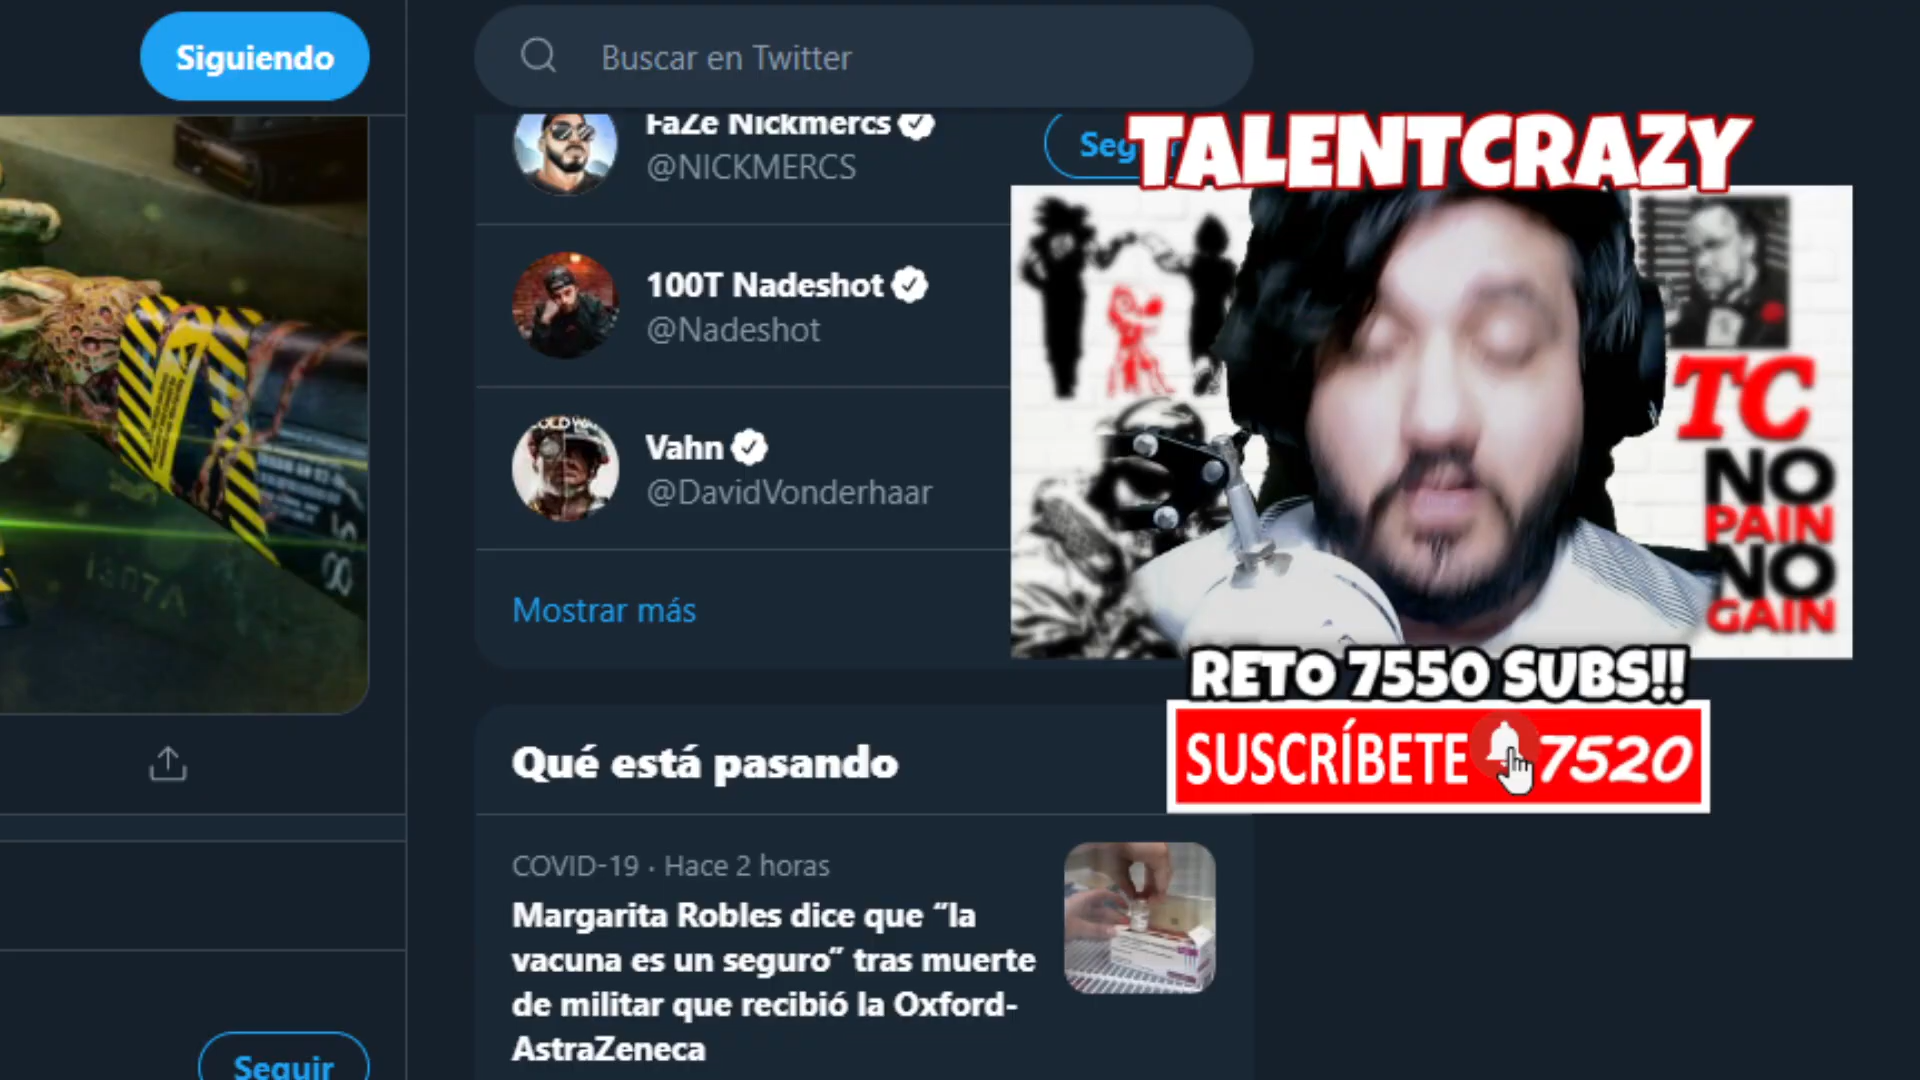 Siguiendo
Buscar en Twitter
FaZe Nickmercs
@NICKMERCS
TALENTCRAZY
100T Nadeshot
@Nadeshot
Vahn
@DavidVonderhaar
Mostrar más
TC
NO
PAIN
NO
GAIN
RETO 7550 SUBS!!
SUSCRÍBETE 7520
Qué está pasando
COVID-19 · Hace 2 horas
Margarita Robles dice que “la
vacuna es un seguro” tras muerte
de militar que recibió la Oxford-
AstraZeneca
Seguir